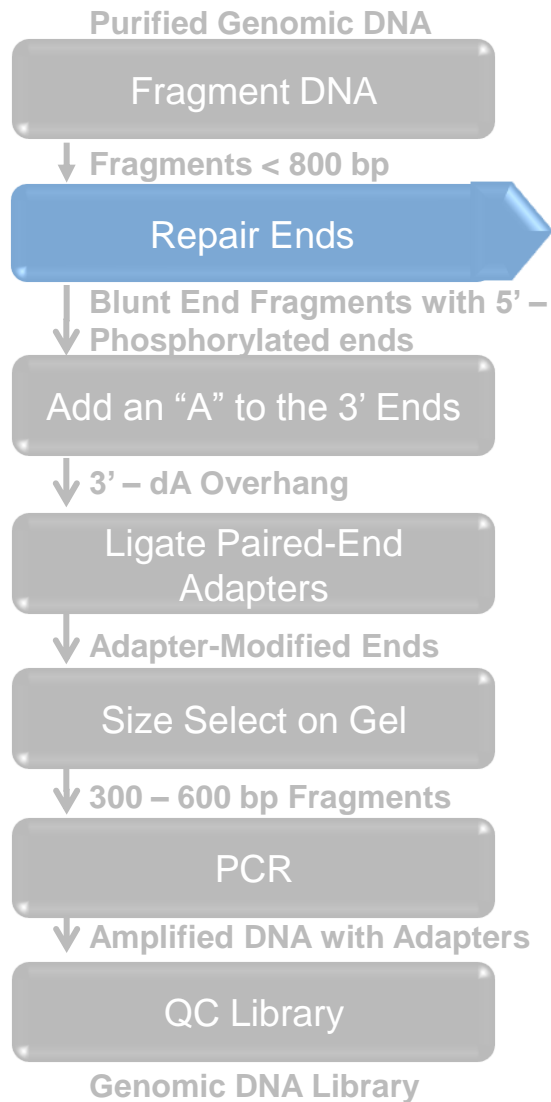 Purified Genomic DNA
Fragment DNA
Fragments < 800 bp
Repair Ends
Blunt End Fragments with 5’ –
Phosphorylated ends
Add an “A” to the 3’ Ends
3’ – dA Overhang
Ligate Paired-End
Adapters
Adapter-Modified Ends
Size Select on Gel
300 – 600 bp Fragments
PCR
Amplified DNA with Adapters
QC Library
Genomic DNA Library